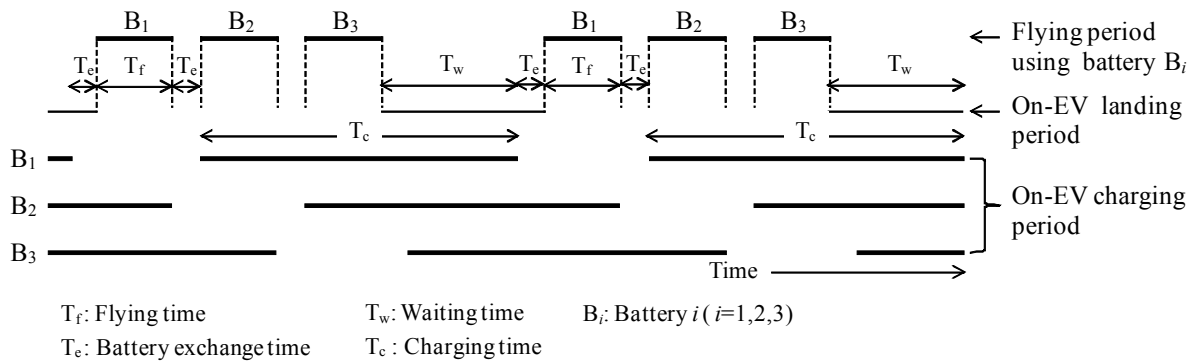 B1 B2 B3 B1 B2 B3
Flying period
using battery Bi
Te Tf Te Tw Te Tf Te Tw
On-EV landing
period
Tc Tc
B1
B2
B3
On-EV charging
period
Time
Tf: Flying time
Tw: Waiting time
Bi: Battery i ( i=1,2,3)
Te: Battery exchange time
Tc: Charging time